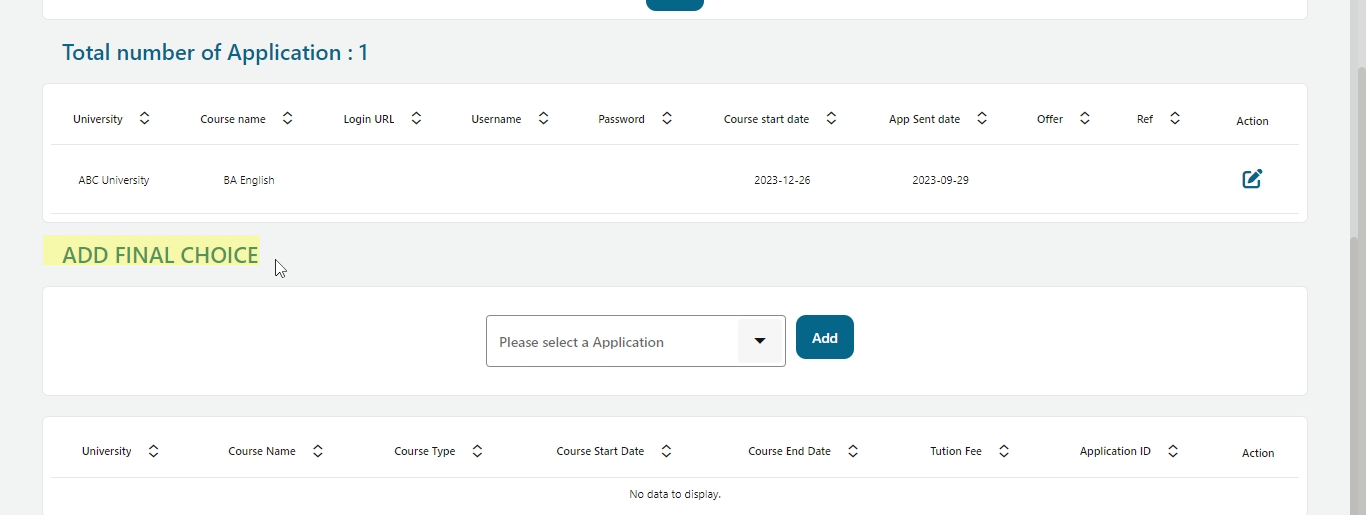 Total number of Application : 1
University Course name Login URL Username Password Course start date App Sent date Offer Ref Action
ABC University BA English 2023-12-26 2023-09-29
ADD FINAL CHOICE
Please select a Application Add
University Course Name Course Type Course Start Date Course End Date Tution Fee Application ID Action
No data to display.